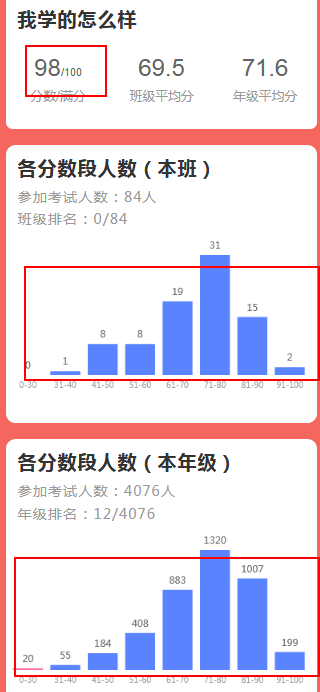 我学的怎么样
98/100 69.5 71.6
分数/满分 班级平均分 年级平均分
各分数段人数（本班）
参加考试人数：84人
班级排名：0/84
0 1 8 8 19 31 15 2
0-30 31-40 41-50 51-60 61-70 71-80 81-90 91-100
各分数段人数（本年级）
参加考试人数：4076人
年级排名：12/4076
20 55 184 408 883 1320 1007 199
0-30 31-40 41-50 51-60 61-70 71-80 81-90 91-100